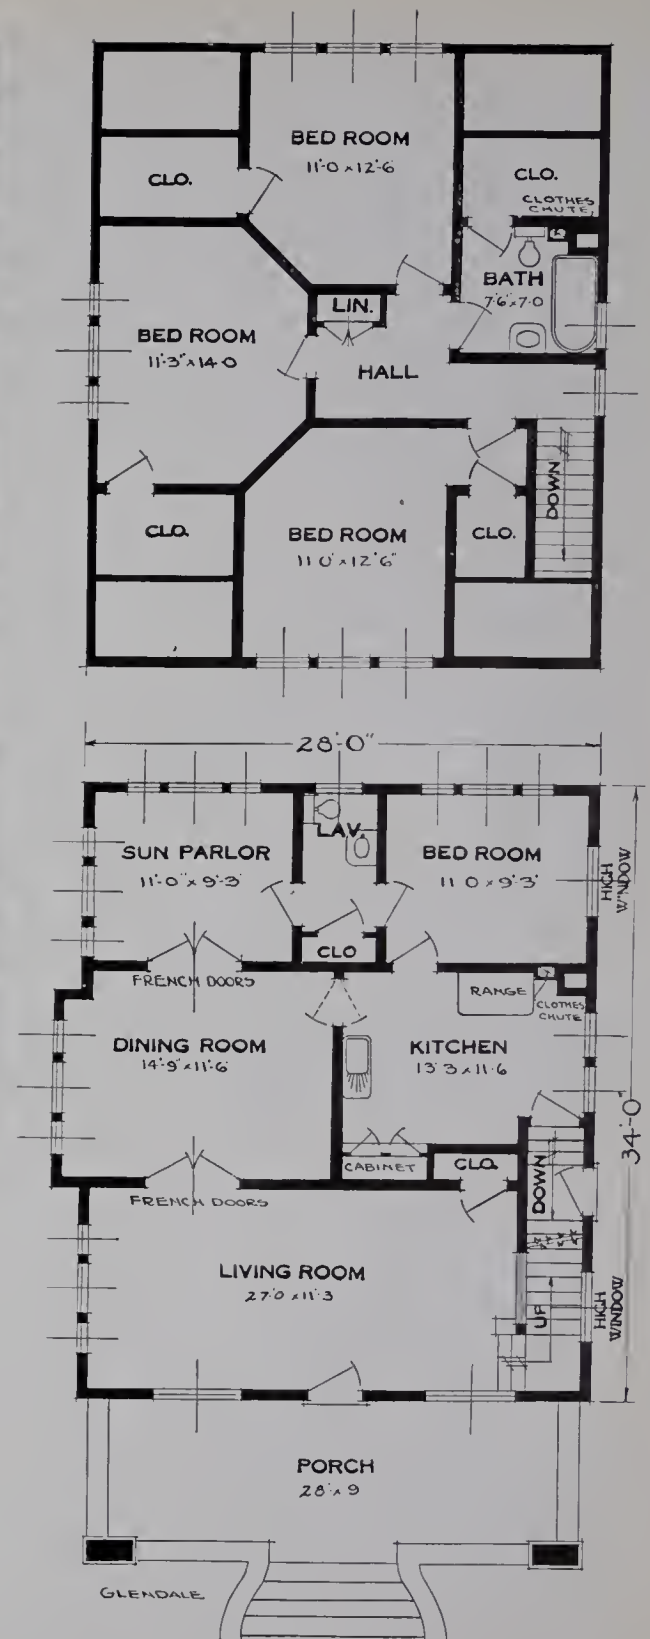 BED ROOM
11'-0 x 12'-6
CLO.
CLO.
CLOTHES
CHUTE
BATH
7'-6" x 7-0
LIN.
BED ROOM
11'-3" x 14-0
HALL
CLO.
BED ROOM
11 0" x 12'6"
CLO.
DOWN
28'-0"
SUN PARLOR
11'-0" x 9'-3"
LAV.
BED ROOM
11 0 x 9'-3"
HIGH
WINDOW
CLO
FRENCH DOORS
RANGE
CLOTHES
CHUTE
DINING ROOM
14'-9" x 11'-6"
KITCHEN
13' 3 x 11-6
34'-0"
CABINET
CLO.
DOWN
FRENCH DOORS
LIVING ROOM
27'0 x 11'-3
UP
HIGH
WINDOW
PORCH
28' x 9
GLENDALE